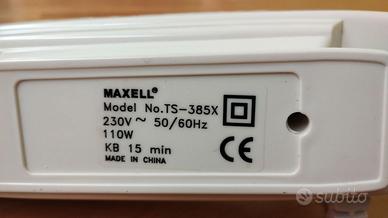 MAXELL®
Model No.TS-385X
230V ~ 50/60Hz
110W
KB 15 min
MADE IN CHINA
CE
subito